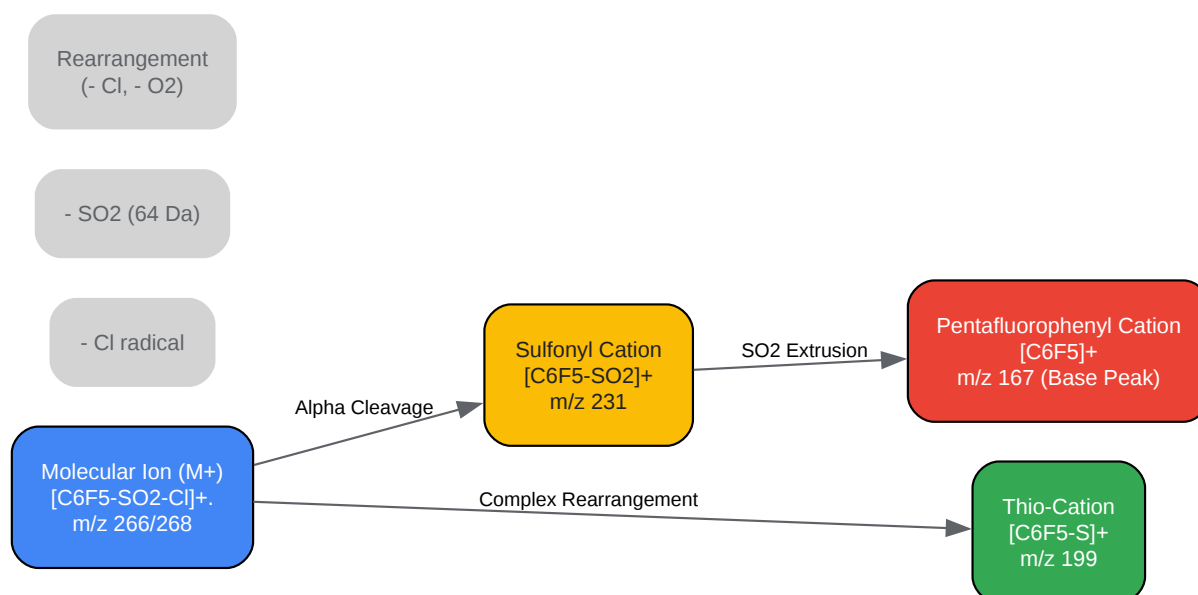 Rearrangement
(- Cl, - O2)
- SO2 (64 Da)
- Cl radical
Molecular Ion (M+)
[C6F5-SO2-Cl]+.
m/z 266/268
Alpha Cleavage
Sulfonyl Cation
[C6F5-SO2]+
m/z 231
SO2 Extrusion
Pentafluorophenyl Cation
[C6F5]+
m/z 167 (Base Peak)
Complex Rearrangement
Thio-Cation
[C6F5-S]+
m/z 199